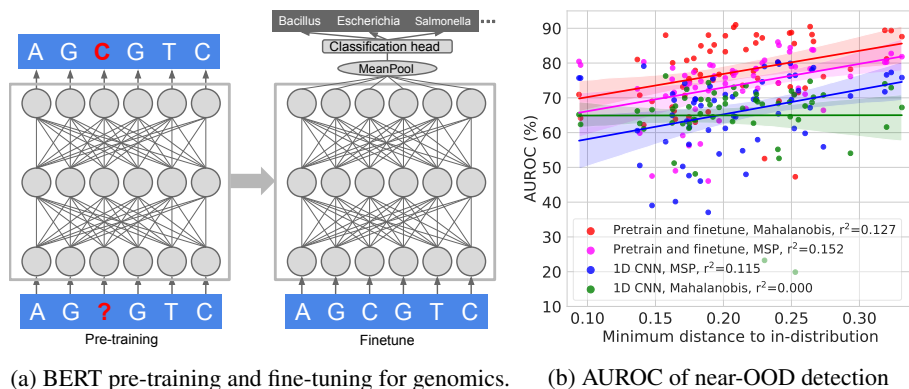 A G C G T C
A G ? G T C
Pre-training
Bacillus Escherichia Salmonella ...
Classification head
MeanPool
A G C G T C
Finetune
(a) BERT pre-training and fine-tuning for genomics.
AUROC (%)
90
80
70
60
50
40
30
20
10
Pretrain and finetune, Mahalanobis, r²=0.127
Pretrain and finetune, MSP, r²=0.152
1D CNN, MSP, r²=0.115
1D CNN, Mahalanobis, r²=0.000
0.10 0.15 0.20 0.25 0.30
Minimum distance to in-distribution
(b) AUROC of near-OOD detection